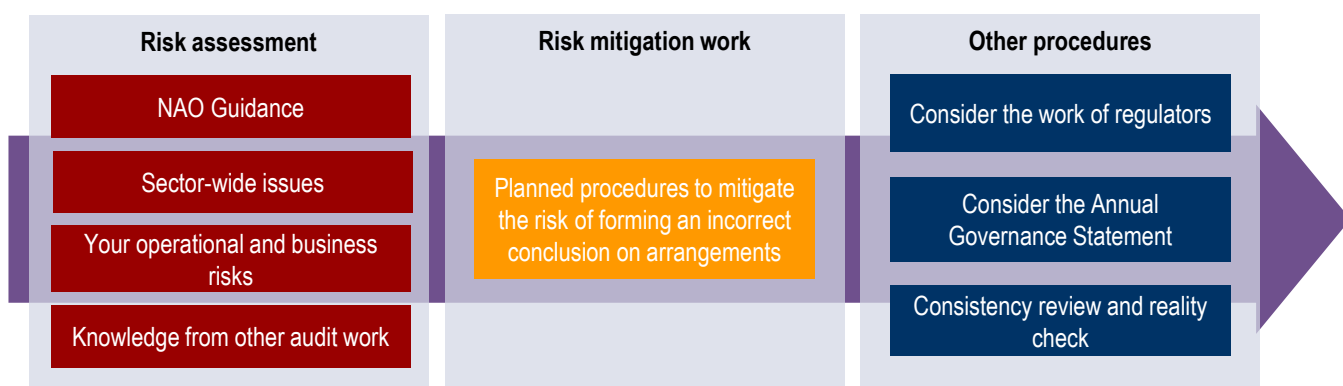 Risk assessment
NAO Guidance
Sector-wide issues
Your operational and business
risks
Knowledge from other audit work
Risk mitigation work
Planned procedures to mitigate
the risk of forming an incorrect
conclusion on arrangements
Other procedures
Consider the work of regulators
Consider the Annual
Governance Statement
Consistency review and reality
check